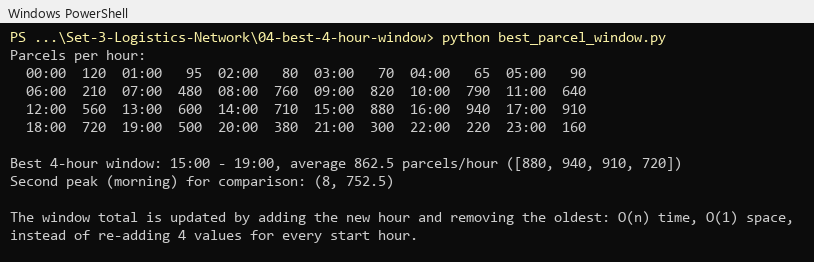 Windows PowerShell
PS ...\Set-3-Logistics-Network\04-best-4-hour-window> python best_parcel_window.py
Parcels per hour:
  00:00  120  01:00   95  02:00   80  03:00   70  04:00   65  05:00   90
  06:00  210  07:00  480  08:00  760  09:00  820  10:00  790  11:00  640
  12:00  560  13:00  600  14:00  710  15:00  880  16:00  940  17:00  910
  18:00  720  19:00  500  20:00  380  21:00  300  22:00  220  23:00  160

Best 4-hour window: 15:00 - 19:00, average 862.5 parcels/hour ([880, 940, 910, 720])
Second peak (morning) for comparison: (8, 752.5)

The window total is updated by adding the new hour and removing the oldest: O(n) time, O(1) space,
instead of re-adding 4 values for every start hour.